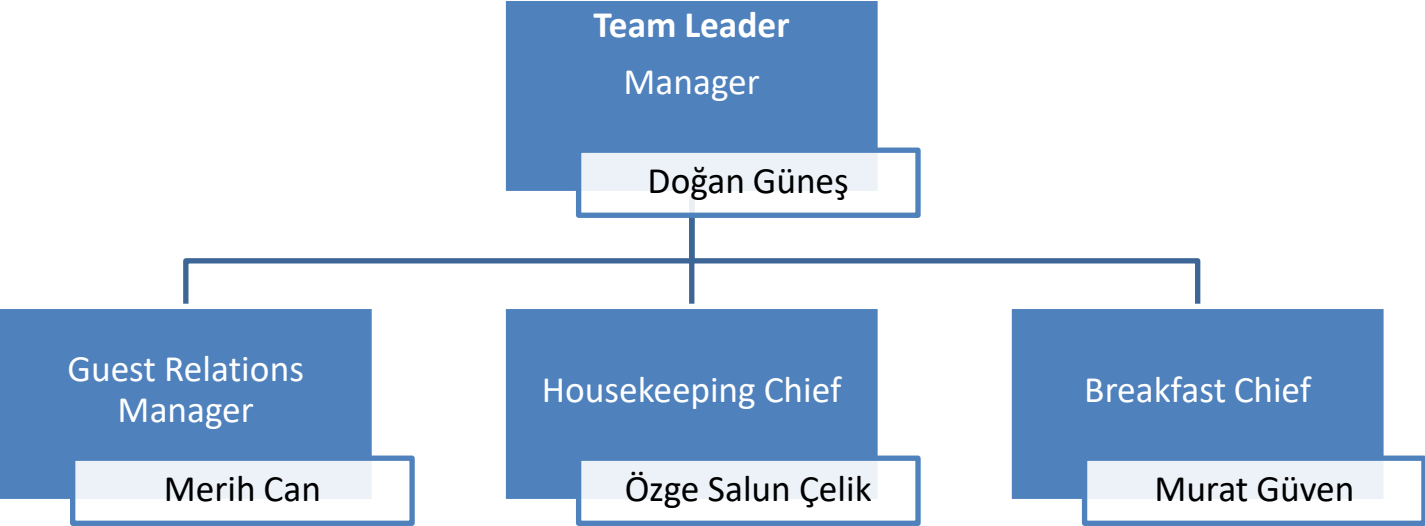 Team Leader
Manager
Doğan Güneş
Guest Relations
Manager
Merih Can
Housekeeping Chief
Özge Salun Çelik
Breakfast Chief
Murat Güven